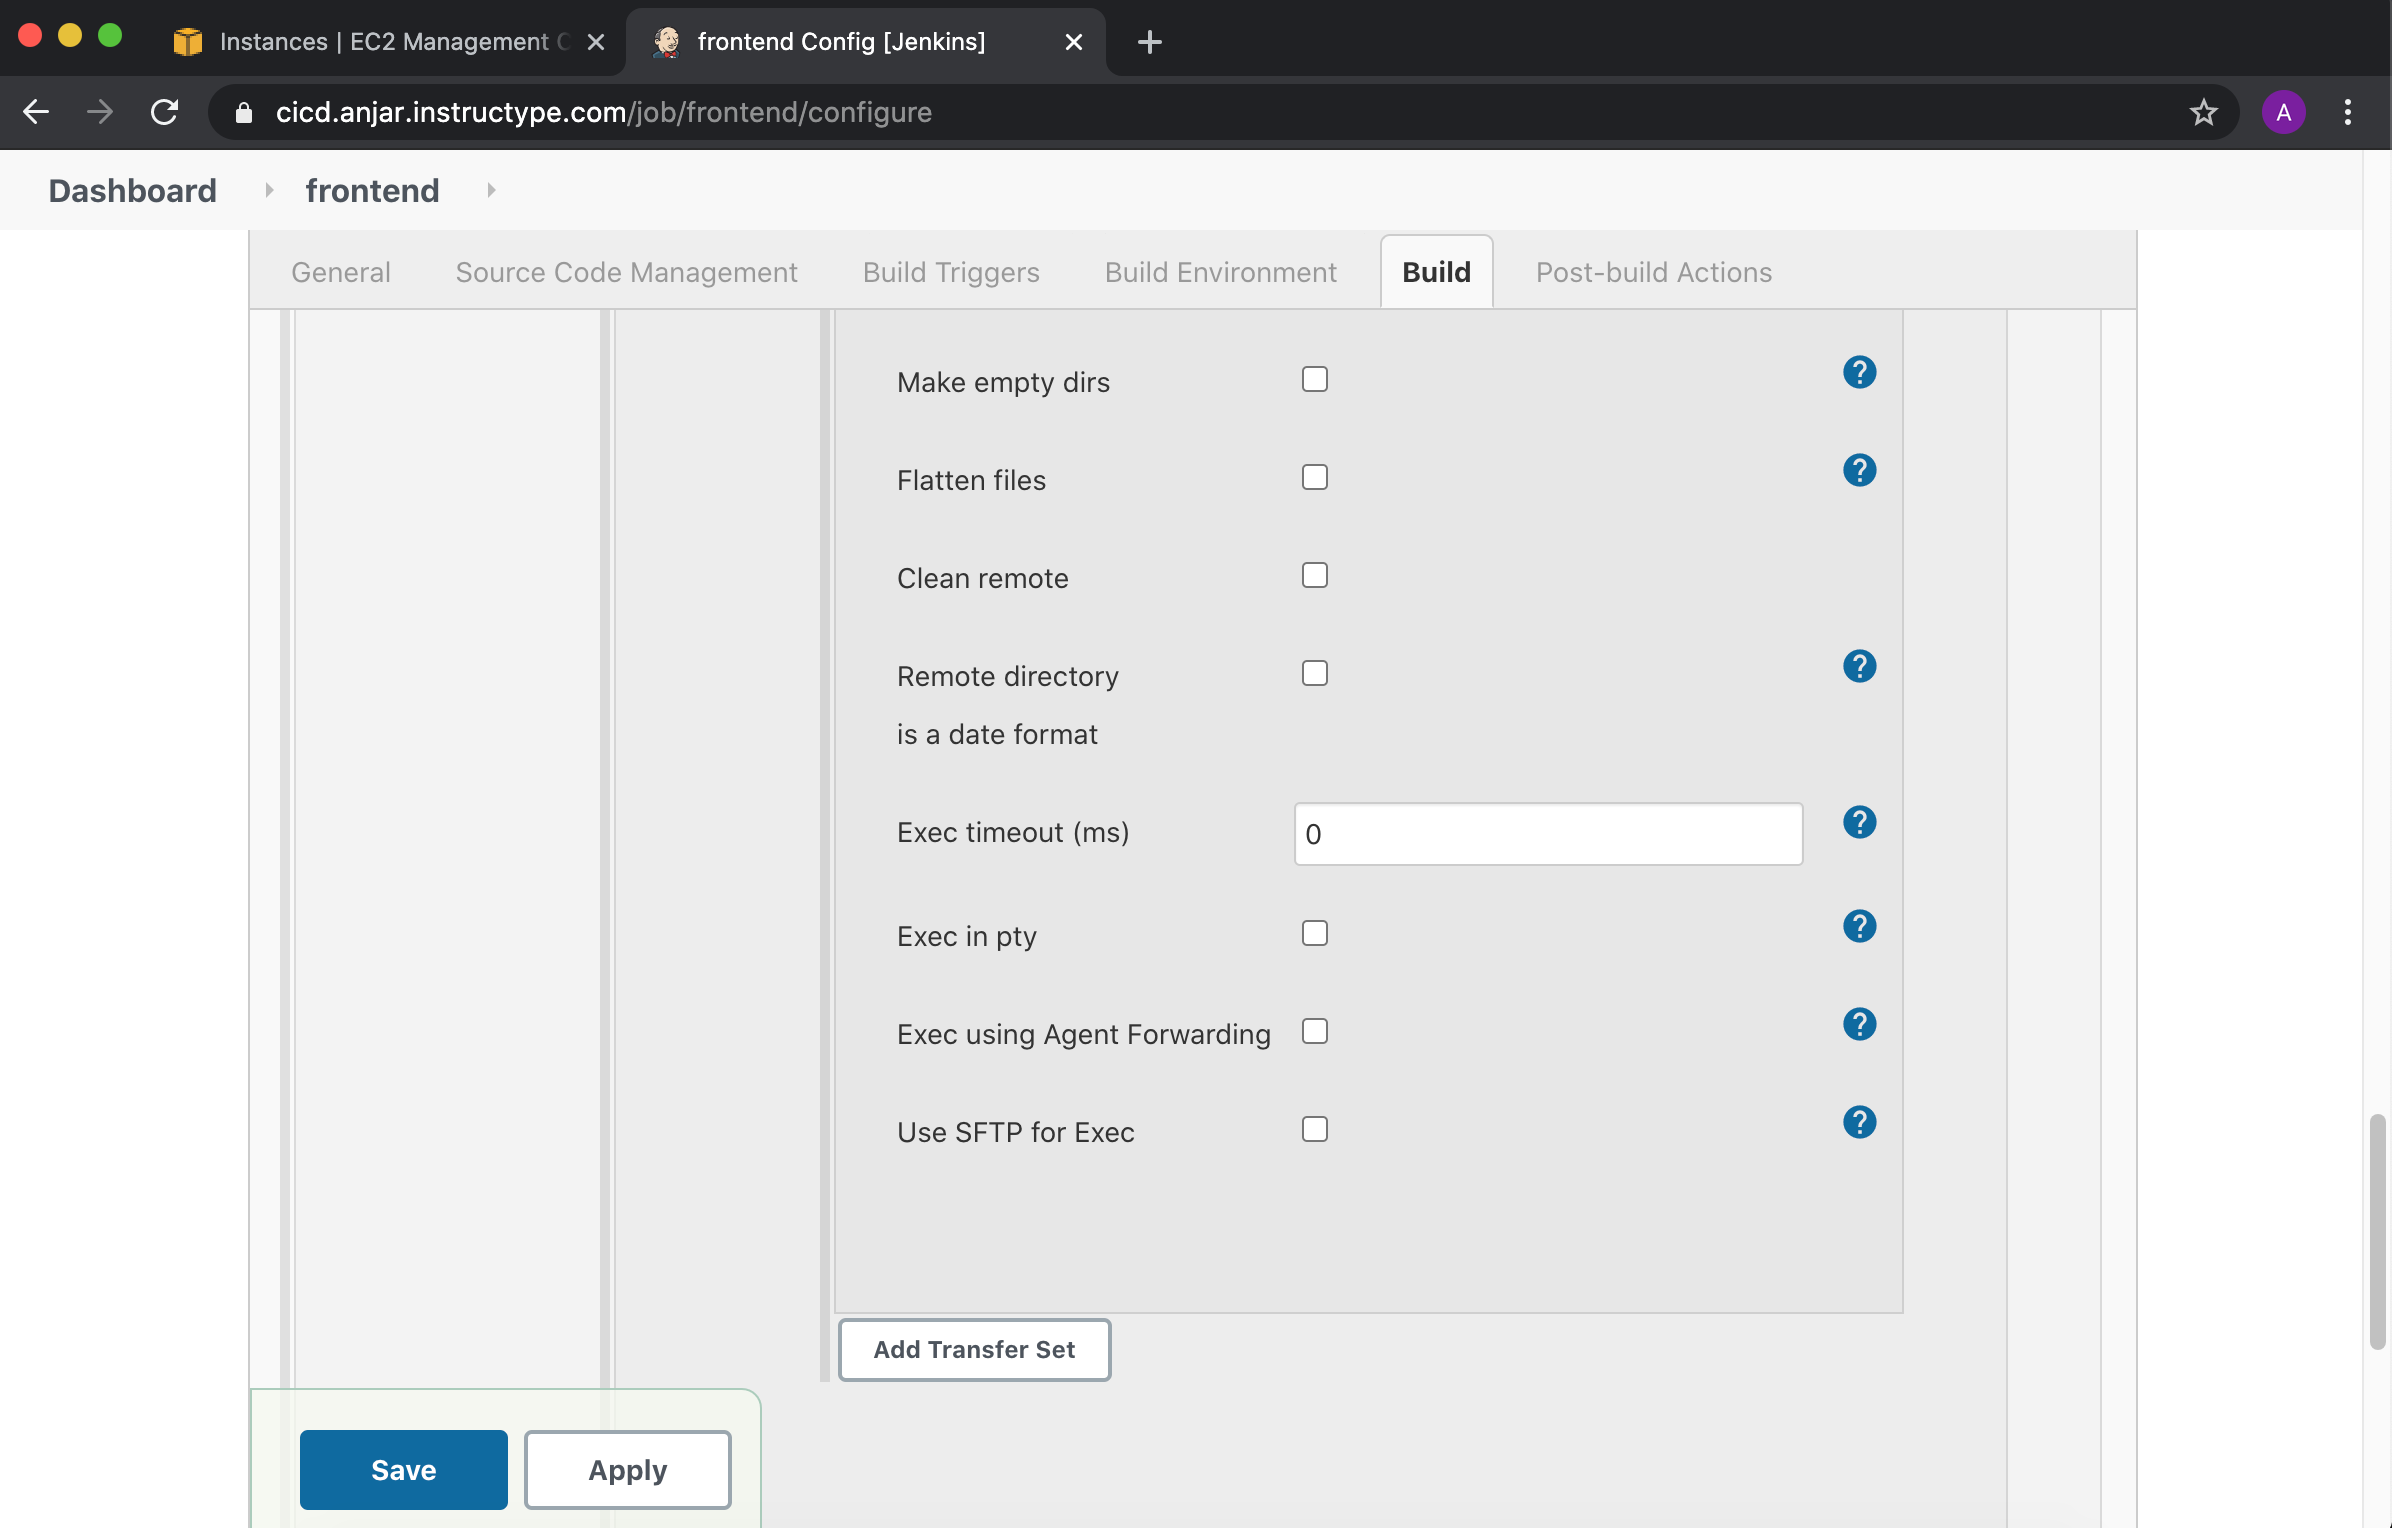 Instances | EC2 Management C
frontend Config [Jenkins]
cicd.anjar.instructype.com/job/frontend/configure
A
Dashboard
frontend
General
Source Code Management
Build Triggers
Build Environment
Build
Post-build Actions
Make empty dirs
?
Flatten files
?
Clean remote
Remote directory
is a date format
?
Exec timeout (ms)
0
?
Exec in pty
?
Exec using Agent Forwarding
?
Use SFTP for Exec
?
Add Transfer Set
Save
Apply